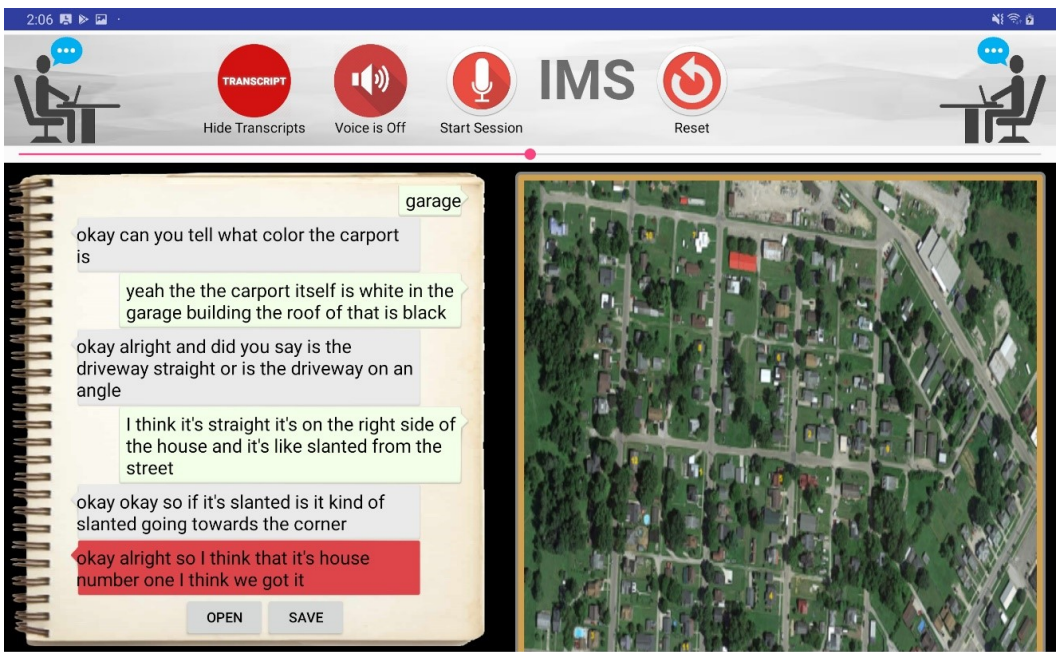 2:06
TRANSCRIPT
IMS
Hide Transcripts
Voice is Off
Start Session
Reset
garage
okay can you tell what color the carport
is
yeah the the carport itself is white in the
garage building the roof of that is black
okay alright and did you say is the
driveway straight or is the driveway on an
angle
I think it's straight it's on the right side of
the house and it's like slanted from the
street
okay okay so if it's slanted is it kind of
slanted going towards the corner
okay alright so I think that it's house
number one I think we got it
OPEN
SAVE